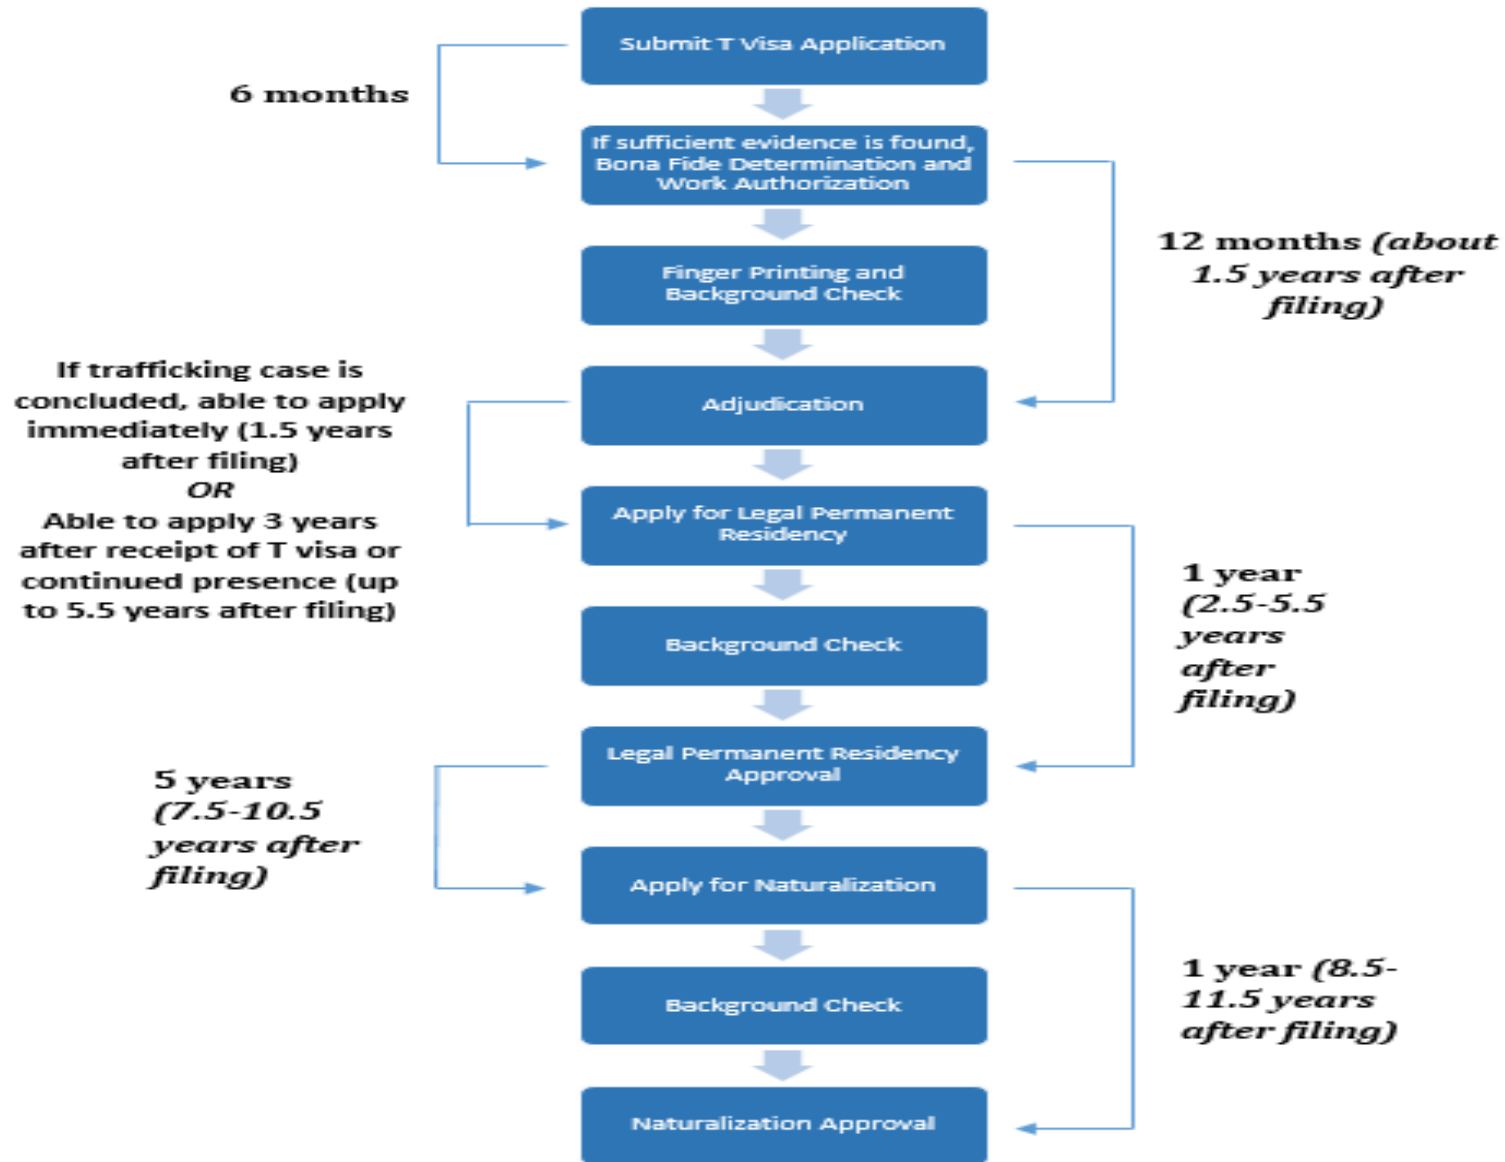 Submit T Visa Application
6 months
If sufficient evidence is found,
Bona Fide Determination and
Work Authorization
12 months (about
1.5 years after
filing)
Finger Printing and
Background Check
Adjudication
If trafficking case is
concluded, able to apply
immediately (1.5 years
after filing)
OR
Able to apply 3 years
after receipt of T visa or
continued presence (up
to 5.5 years after filing)
Apply for Legal Permanent
Residency
1 year
(2.5-5.5
years
after
filing)
Background Check
Legal Permanent Residency
Approval
5 years
(7.5-10.5
years after
filing)
Apply for Naturalization
1 year (8.5-
11.5 years
after filing)
Background Check
Naturalization Approval